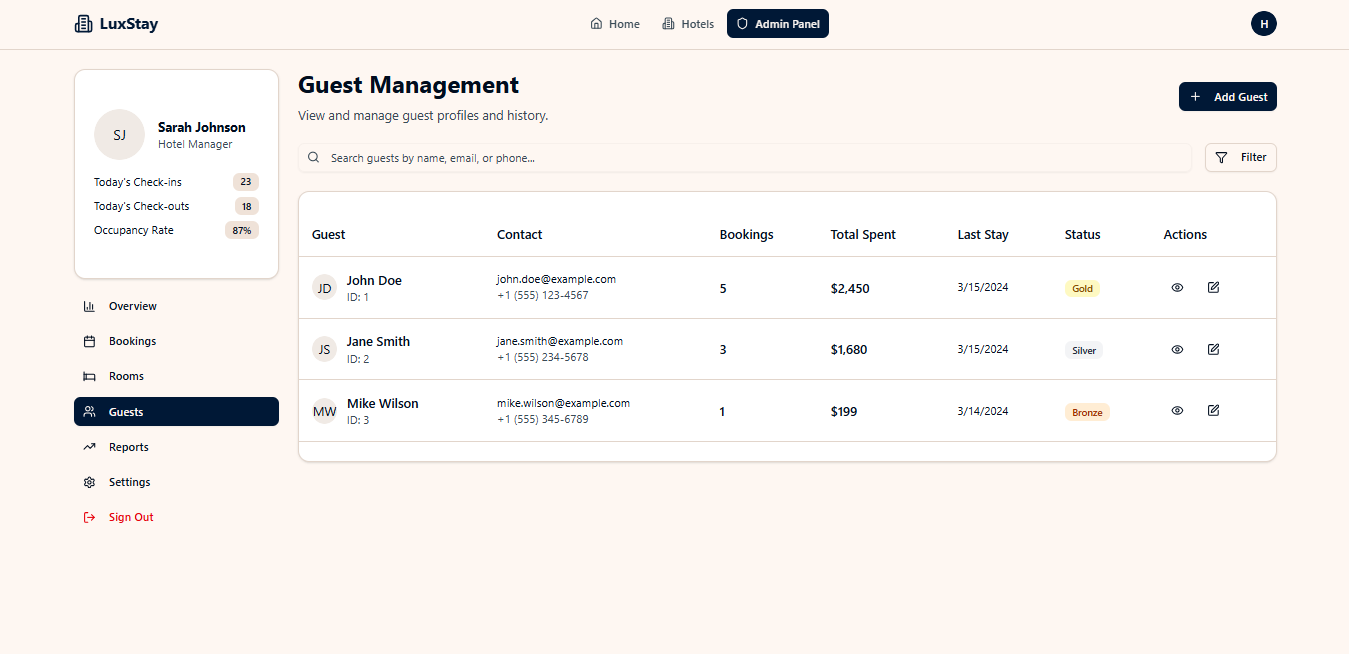 LuxStay
Home Hotels Admin Panel
H
SJ
Sarah Johnson
Hotel Manager
Today's Check-ins 23
Today's Check-outs 18
Occupancy Rate 87%
Overview
Bookings
Rooms
Guests
Reports
Settings
Sign Out
Guest Management
View and manage guest profiles and history.
Add Guest
Search guests by name, email, or phone...
Filter
Guest Contact Bookings Total Spent Last Stay Status Actions
JD John Doe john.doe@example.com 5 $2,450 3/15/2024 Gold
ID: 1 +1 (555) 123-4567
JS Jane Smith jane.smith@example.com 3 $1,680 3/15/2024 Silver
ID: 2 +1 (555) 234-5678
MW Mike Wilson mike.wilson@example.com 1 $199 3/14/2024 Bronze
ID: 3 +1 (555) 345-6789